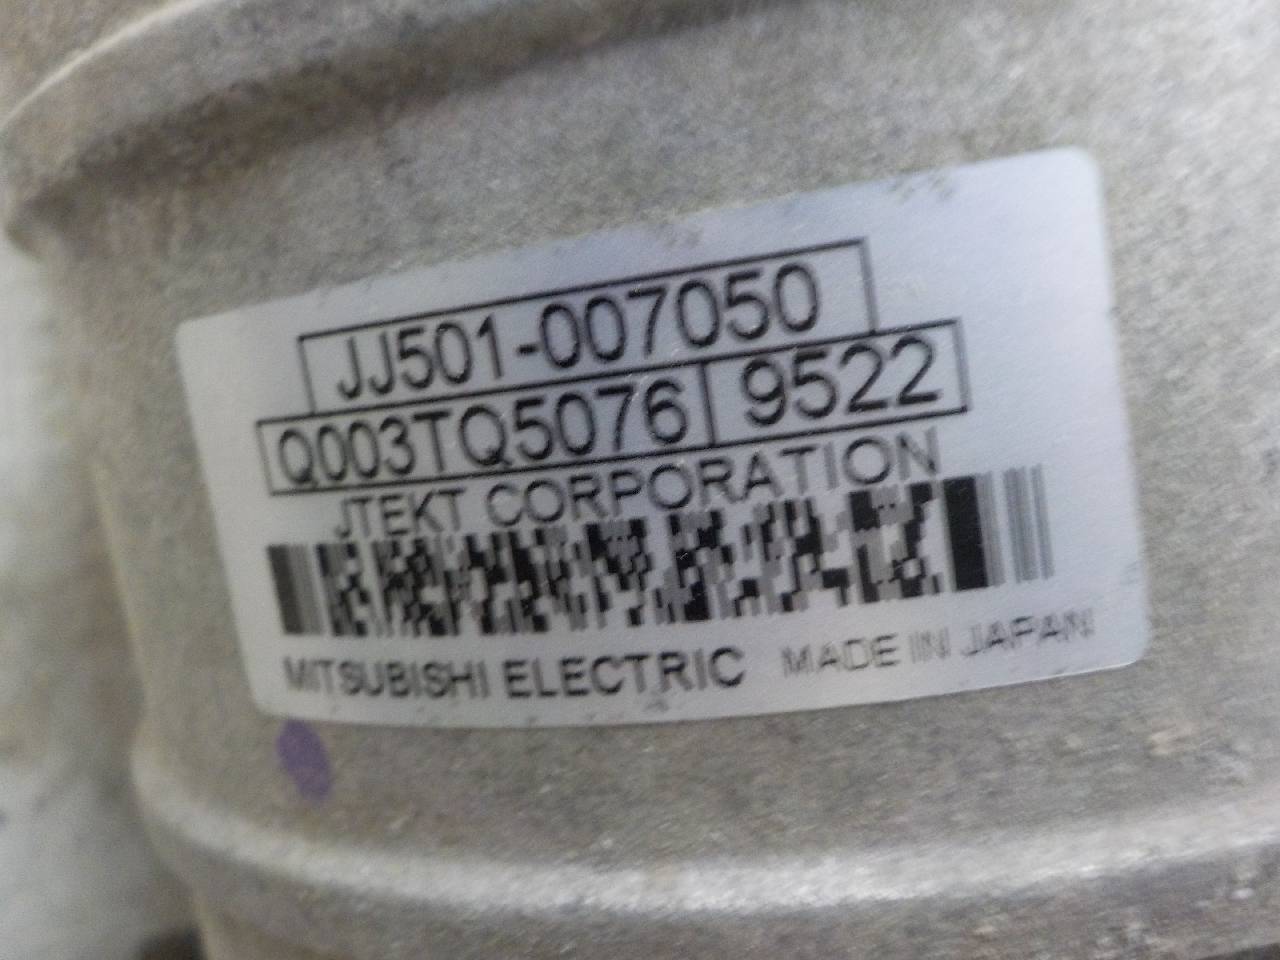 JJ501-007050
Q003TQ5076 9522
JTEKT CORPORATION
MITSUBISHI ELECTRIC MADE IN JAPAN